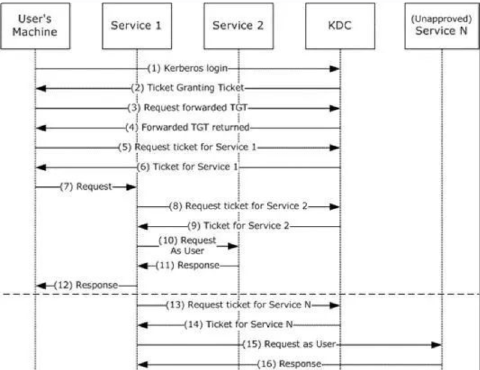 User's
Machine
Service 1
Service 2
KDC
(Unapproved)
Service N
(1) Kerberos login
(2) Ticket Granting Ticket
(3) Request forwarded TGT
(4) Forwarded TGT returned
(5) Request ticket for Service 1
(6) Ticket for Service 1
(7) Request
(8) Request ticket for Service 2
(9) Ticket for Service 2
(10) Request
As User
(11) Response
(12) Response
(13) Request ticket for Service N
(14) Ticket for Service N
(15) Request as User
(16) Response